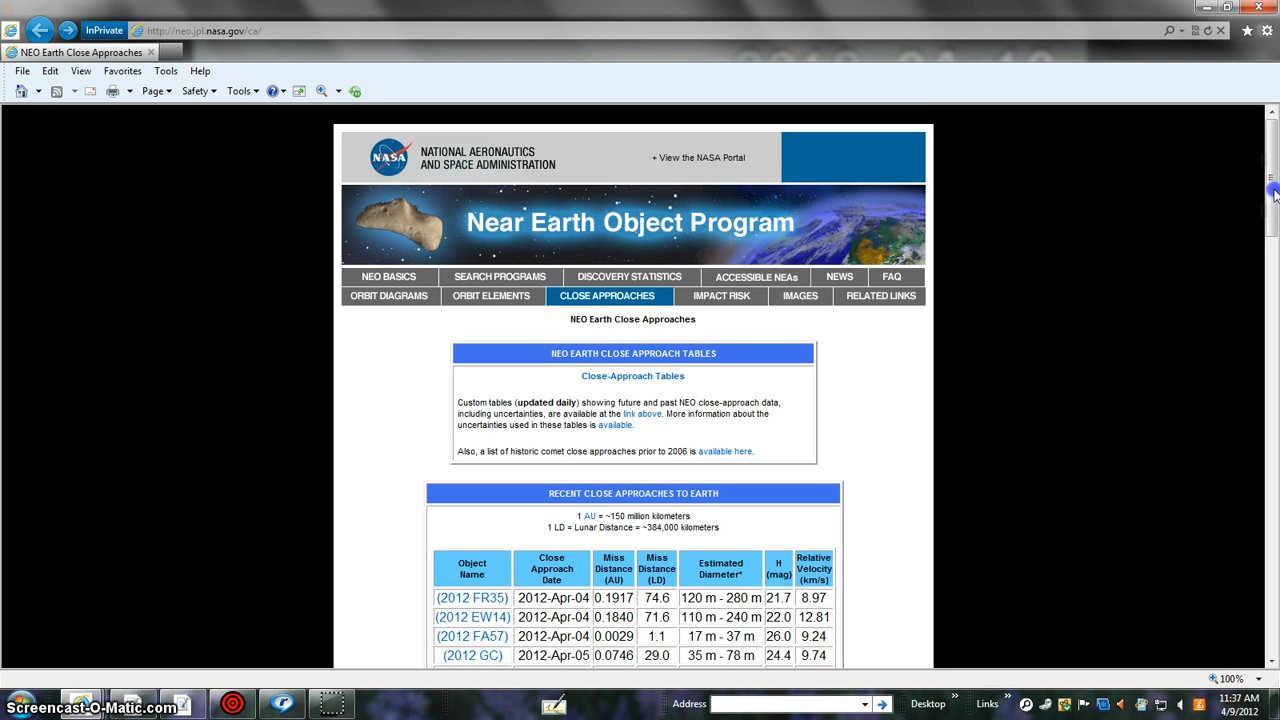 InPrivate
http://neo.jpl.nasa.gov/ca/
NEO Earth Close Approaches
File Edit View Favorites Tools Help
Page Safety Tools
NASA
NATIONAL AERONAUTICS
AND SPACE ADMINISTRATION
+ View the NASA Portal
Near Earth Object Program
NEO BASICS SEARCH PROGRAMS DISCOVERY STATISTICS ACCESSIBLE NEAs NEWS FAQ
ORBIT DIAGRAMS ORBIT ELEMENTS CLOSE APPROACHES IMPACT RISK IMAGES RELATED LINKS
NEO Earth Close Approaches
NEO EARTH CLOSE APPROACH TABLES
Close-Approach Tables
Custom tables (updated daily) showing future and past NEO close-approach data,
including uncertainties, are available at the link above. More information about the
uncertainties used in these tables is available.
Also, a list of historic comet close approaches prior to 2006 is available here.
RECENT CLOSE APPROACHES TO EARTH
1 AU = ~150 million kilometers
1 LD = Lunar Distance = ~384,000 kilometers
Object Name Close Approach Date Miss Distance (AU) Miss Distance (LD) Estimated Diameter* H (mag) Relative Velocity (km/s)
(2012 FR35) 2012-Apr-04 0.1917 74.6 120 m - 280 m 21.7 8.97
(2012 EW14) 2012-Apr-04 0.1840 71.6 110 m - 240 m 22.0 12.81
(2012 FA57) 2012-Apr-04 0.0029 1.1 17 m - 37 m 26.0 9.24
(2012 GC) 2012-Apr-05 0.0746 29.0 35 m - 78 m 24.4 9.74
100%
Screencast-O-Matic.com
Address
Desktop
Links
11:37 AM
4/9/2012